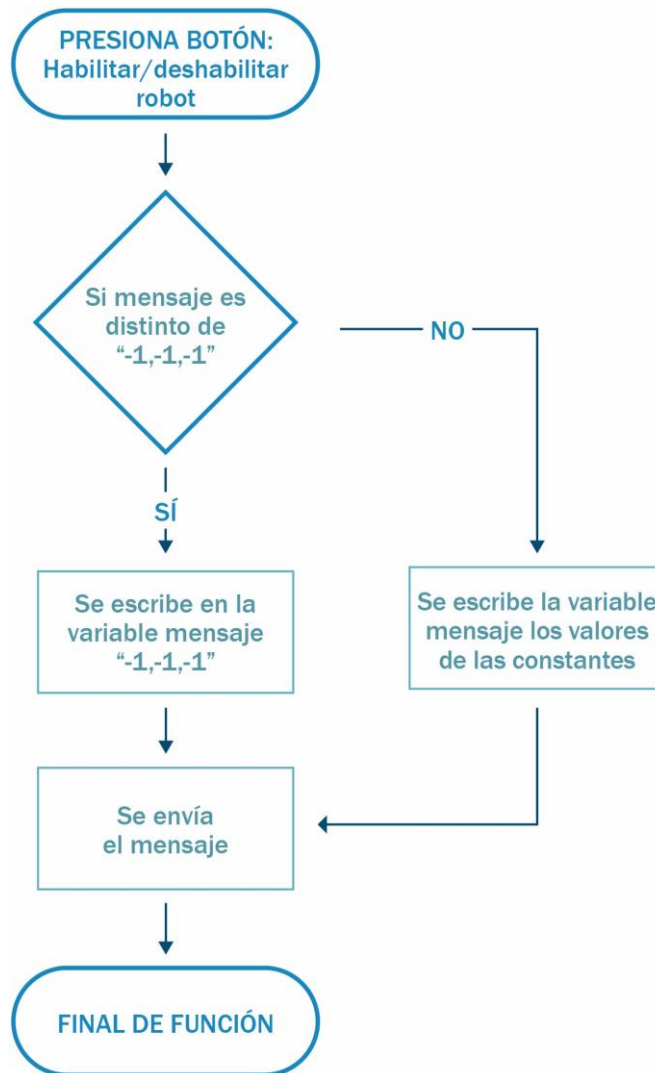 PRESIONA BOTÓN:
Habilitar/deshabilitar
robot
Si mensaje es
distinto de
“-1,-1,-1”
NO
SÍ
Se escribe en la
variable mensaje
“-1,-1,-1”
Se escribe la variable
mensaje los valores
de las constantes
Se envía
el mensaje
FINAL DE FUNCIÓN